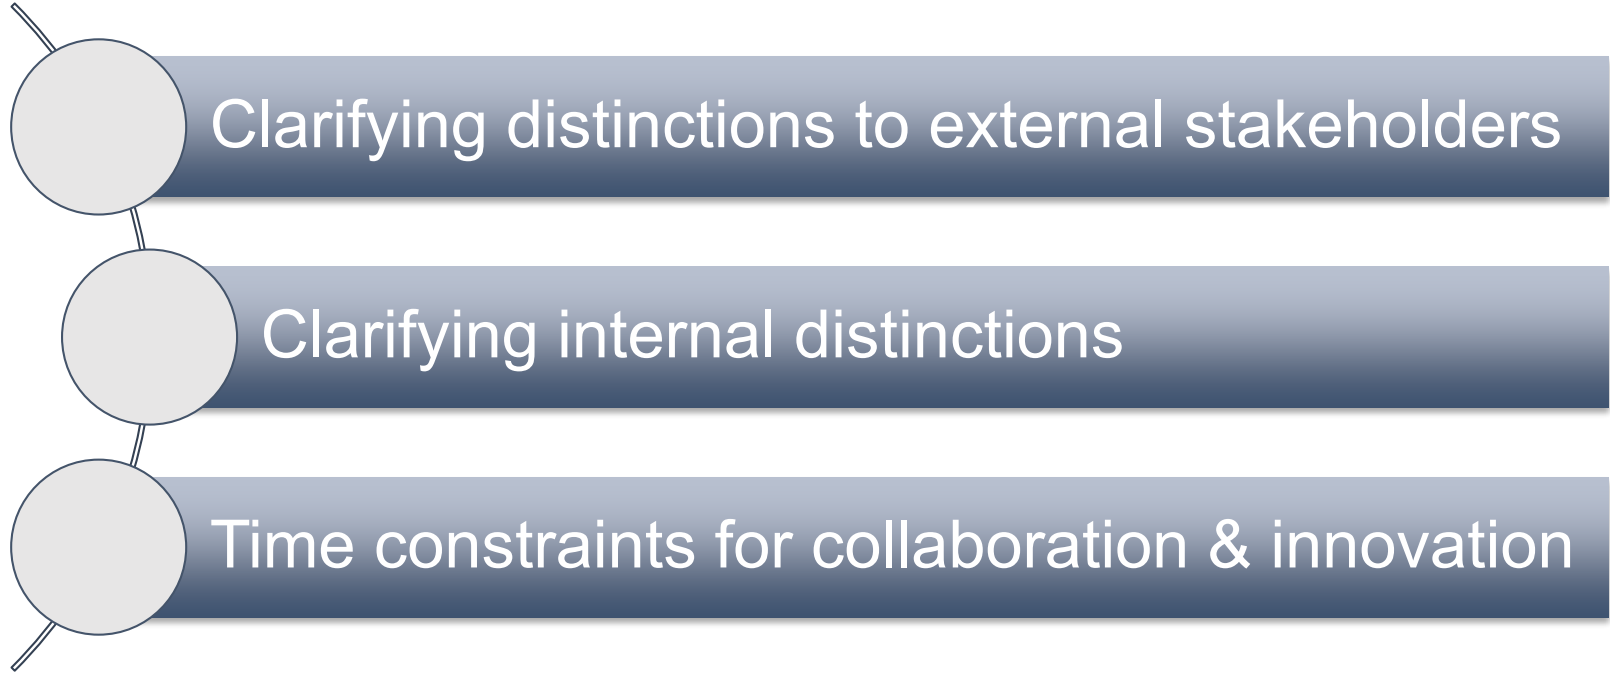 Clarifying distinctions to external stakeholders
Clarifying internal distinctions
Time constraints for collaboration & innovation